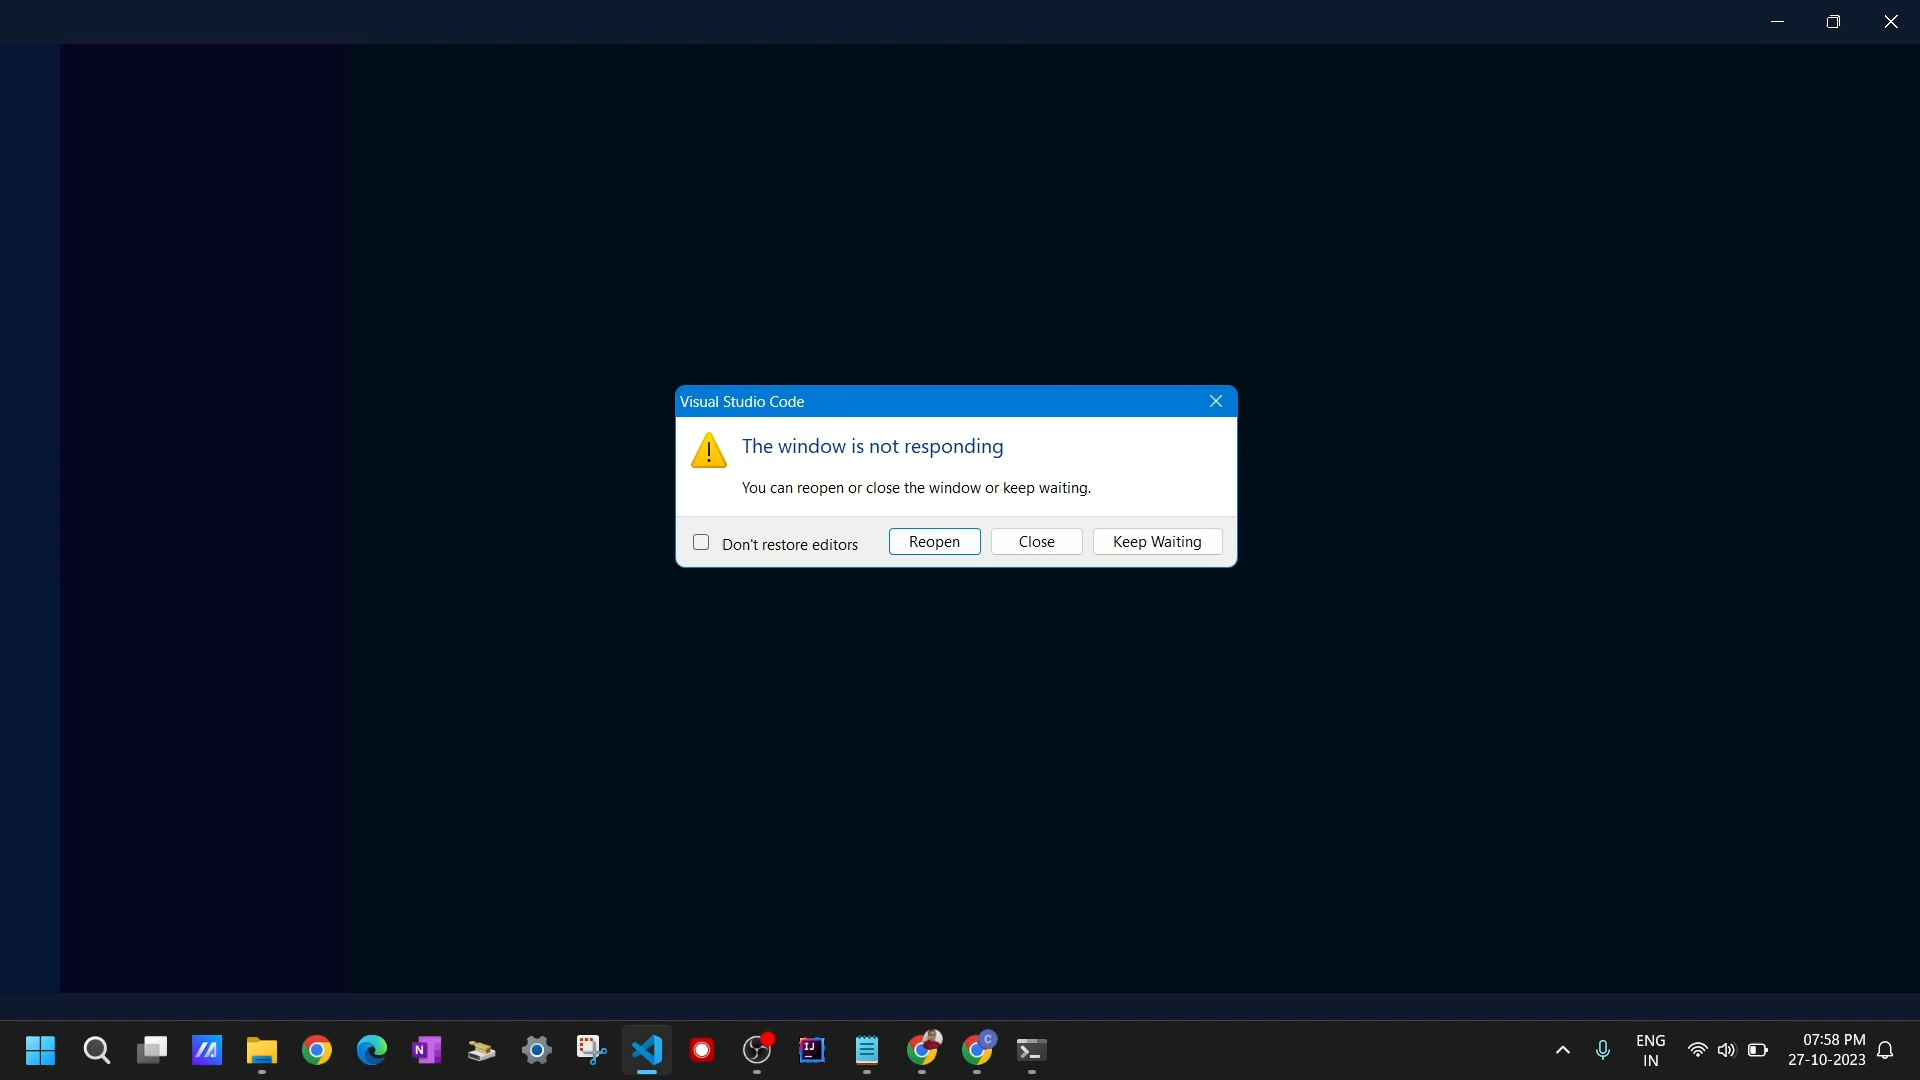 Visual Studio Code
The window is not responding
You can reopen or close the window or keep waiting.
Don't restore editors
Reopen
Close
Keep Waiting
N
IJ
C
ENG
IN
07:58 PM
27-10-2023